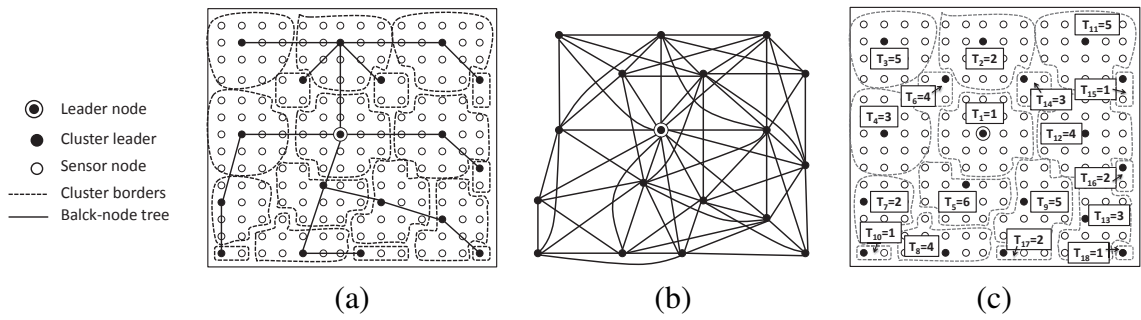 Leader node
Cluster leader
Sensor node
Cluster borders
Balck-node tree
(a)
(b)
T11=5
T3=5
T2=2
T6=4
T14=3
T15=1
T4=3
T1=1
T12=4
T16=2
T7=2
T5=6
T9=5
T13=3
T10=1
T8=4
T17=2
T18=1
(c)